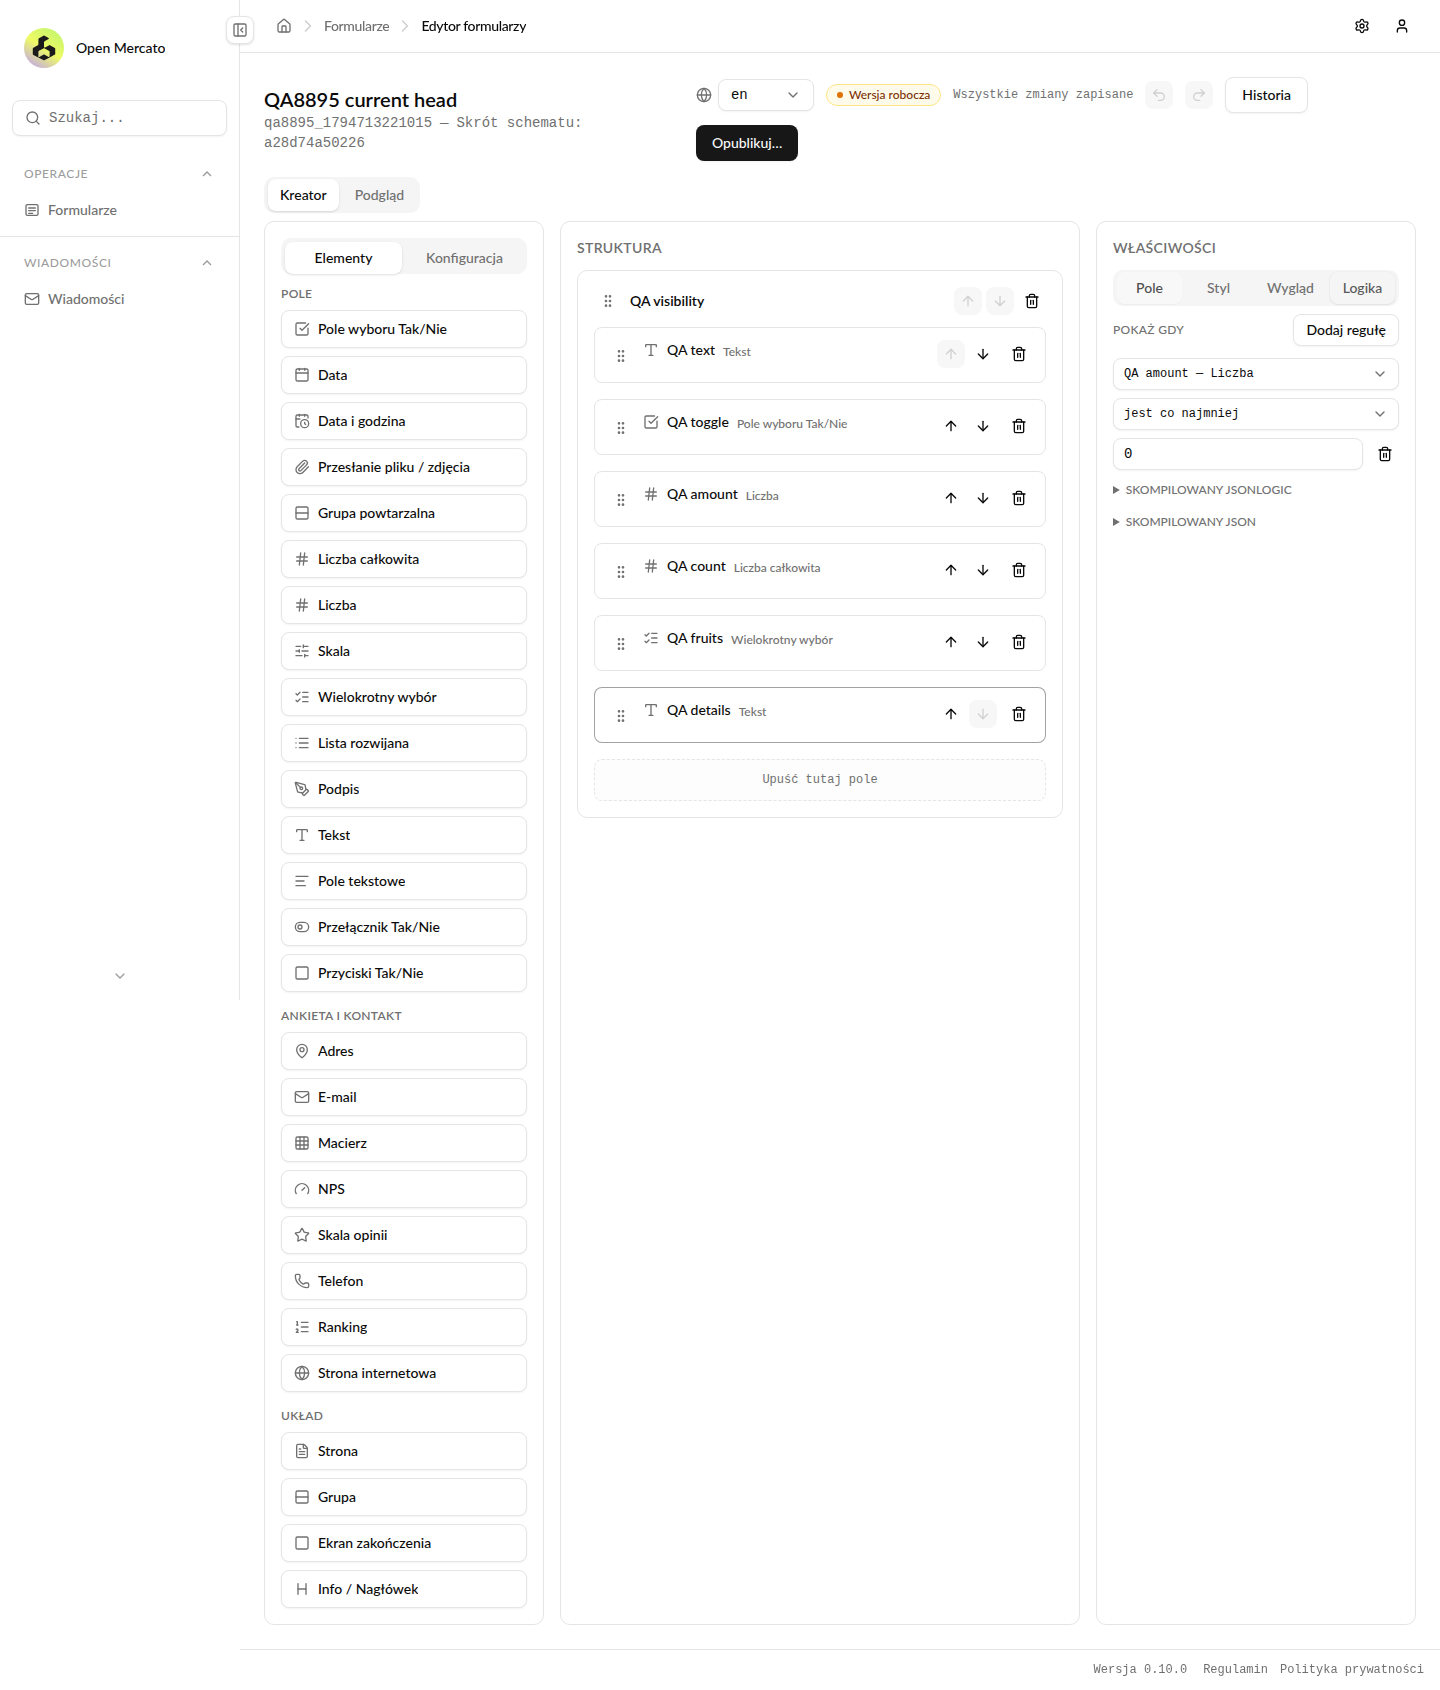 Open Mercato
Szukaj...
OPERACJE
Formularze
WIADOMOŚCI
Wiadomości
Formularze
Edytor formularzy
QA8895 current head
qa8895_1794713221015 — Skrót schematu:
a28d74a50226
en
Wersja robocza
Wszystkie zmiany zapisane
Historia
Opublikuj...
Kreator
Podgląd
Elementy
Konfiguracja
POLE
Pole wyboru Tak/Nie
Data
Data i godzina
Przesłanie pliku / zdjęcia
Grupa powtarzalna
Liczba całkowita
Liczba
Skala
Wielokrotny wybór
Lista rozwijana
Podpis
Tekst
Pole tekstowe
Przełącznik Tak/Nie
Przyciski Tak/Nie
ANKIETA I KONTAKT
Adres
E-mail
Macierz
NPS
Skala opinii
Telefon
Ranking
Strona internetowa
UKŁAD
Strona
Grupa
Ekran zakończenia
Info / Nagłówek
STRUKTURA
QA visibility
QA text Tekst
QA toggle Pole wyboru Tak/Nie
QA amount Liczba
QA count Liczba całkowita
QA fruits Wielokrotny wybór
QA details Tekst
Upuść tutaj pole
WŁAŚCIWOŚCI
Pole
Styl
Wygląd
Logika
POKAŻ GDY
Dodaj regułę
QA amount — Liczba
jest co najmniej
0
SKOMPILOWANY JSONLOGIC
SKOMPILOWANY JSON
Wersja 0.10.0
Regulamin
Polityka prywatności